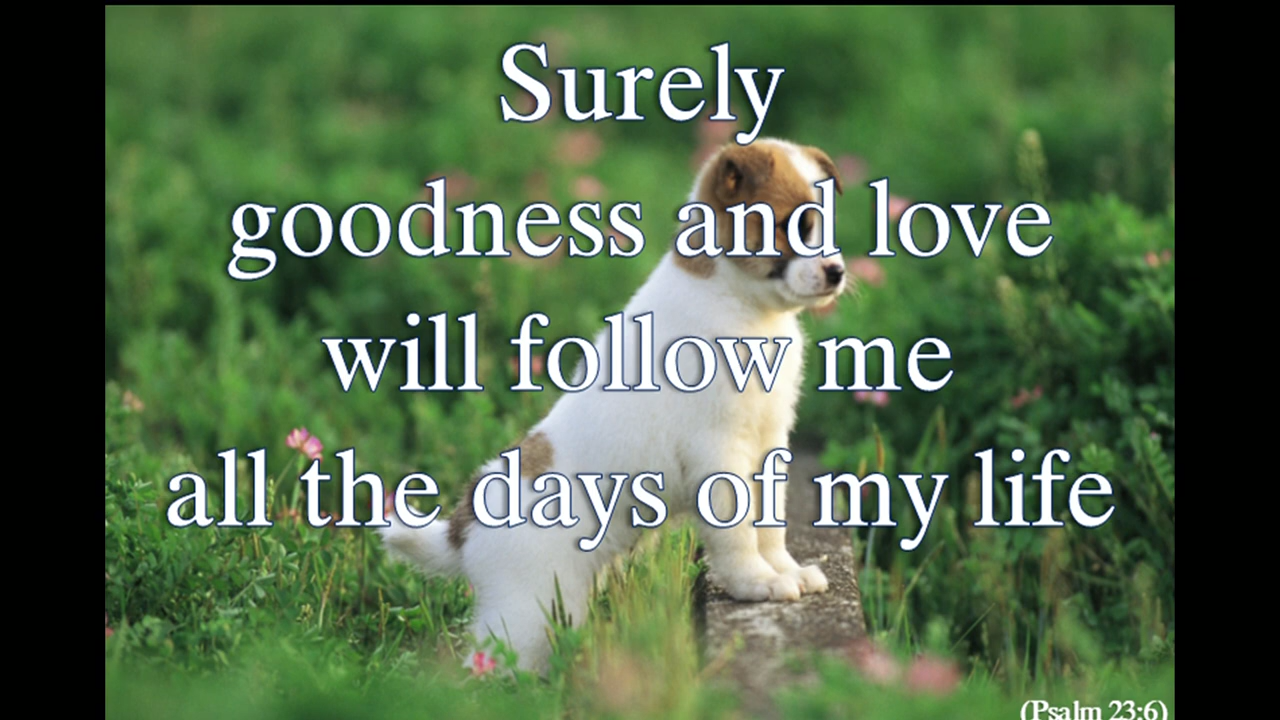 Surely
goodness and love
will follow me
all the days of my life
(Psalm 23:6)